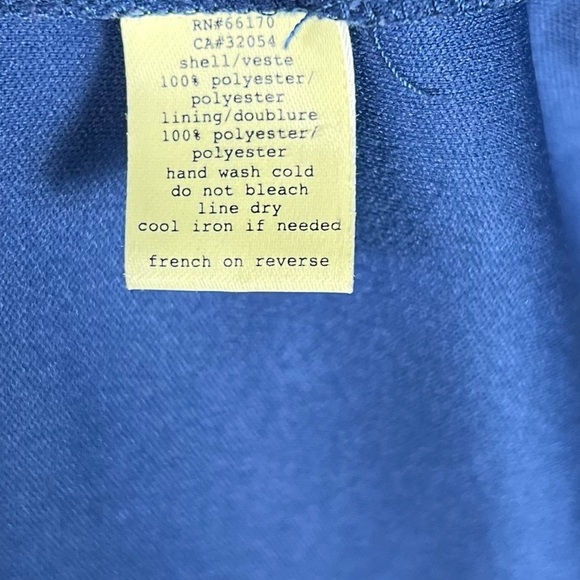 RN#66170
CA#32054
shell/veste
100% polyester/
polyester
lining/doublure
100% polyester/
polyester
hand wash cold
do not bleach
line dry
cool iron if needed
french on reverse